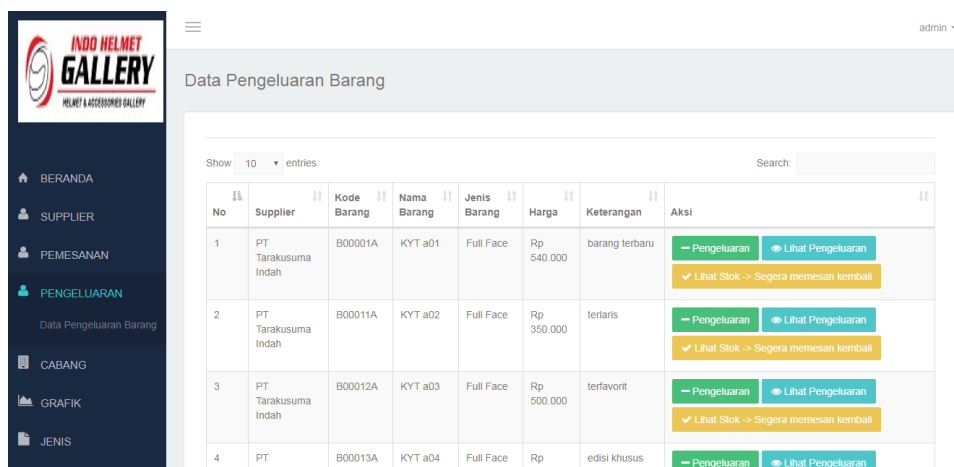 INDO HELMET
GALLERY
HELMET & ACCESSORIES GALLERY
admin
Data Pengeluaran Barang
BERANDA
SUPPLIER
PEMESANAN
PENGELUARAN
Data Pengeluaran Barang
CABANG
GRAFIK
JENIS
Show 10 entries
Search:
No Supplier Kode Barang Nama Barang Jenis Barang Harga Keterangan Aksi
1 PT Tarakusuma Indah B00001A KYT a01 Full Face Rp 540.000 barang terbaru Pengeluaran Lihat Pengeluaran
Lihat Stok -> Segera memesan kembali
2 PT Tarakusuma Indah B00011A KYT a02 Full Face Rp 350.000 terlaris Pengeluaran Lihat Pengeluaran
Lihat Stok -> Segera memesan kembali
3 PT Tarakusuma Indah B00012A KYT a03 Full Face Rp 500.000 terfavorit Pengeluaran Lihat Pengeluaran
Lihat Stok -> Segera memesan kembali
4 PT B00013A KYT a04 Full Face Rp edisi khusus Pengeluaran Lihat Pengeluaran